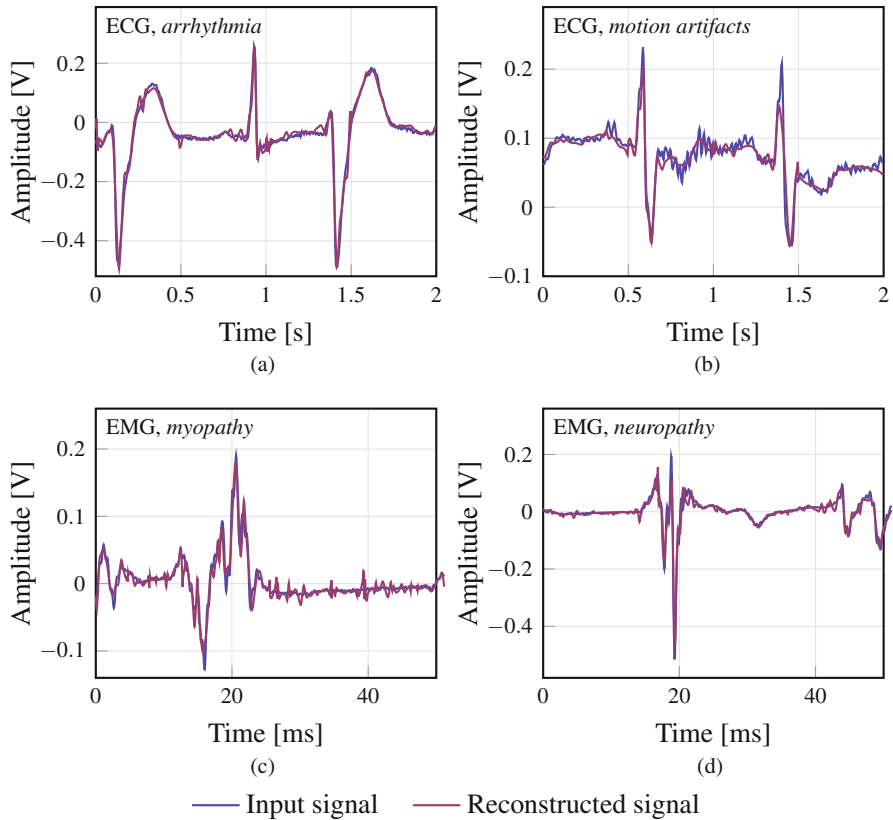 ECG, arrhythmia
Amplitude [V]
0.2
0
−0.2
−0.4
0 0.5 1 1.5 2
Time [s]
(a)
ECG, motion artifacts
Amplitude [V]
0.2
0.1
0
−0.1
0 0.5 1 1.5 2
Time [s]
(b)
EMG, myopathy
Amplitude [V]
0.2
0.1
0
−0.1
0 20 40
Time [ms]
(c)
EMG, neuropathy
Amplitude [V]
0.2
0
−0.2
−0.4
0 20 40
Time [ms]
(d)
Input signal Reconstructed signal